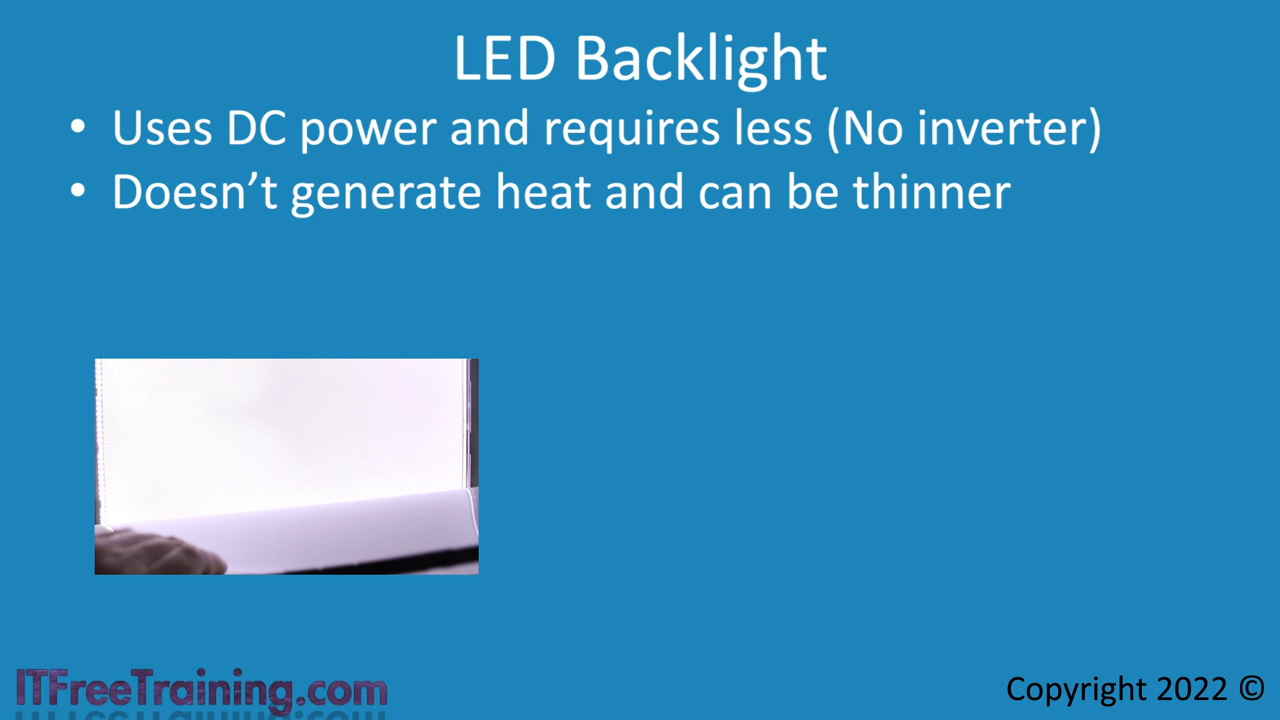 LED Backlight
• Uses DC power and requires less (No inverter)
• Doesn’t generate heat and can be thinner
ITFreeTraining.com
Copyright 2022 ©